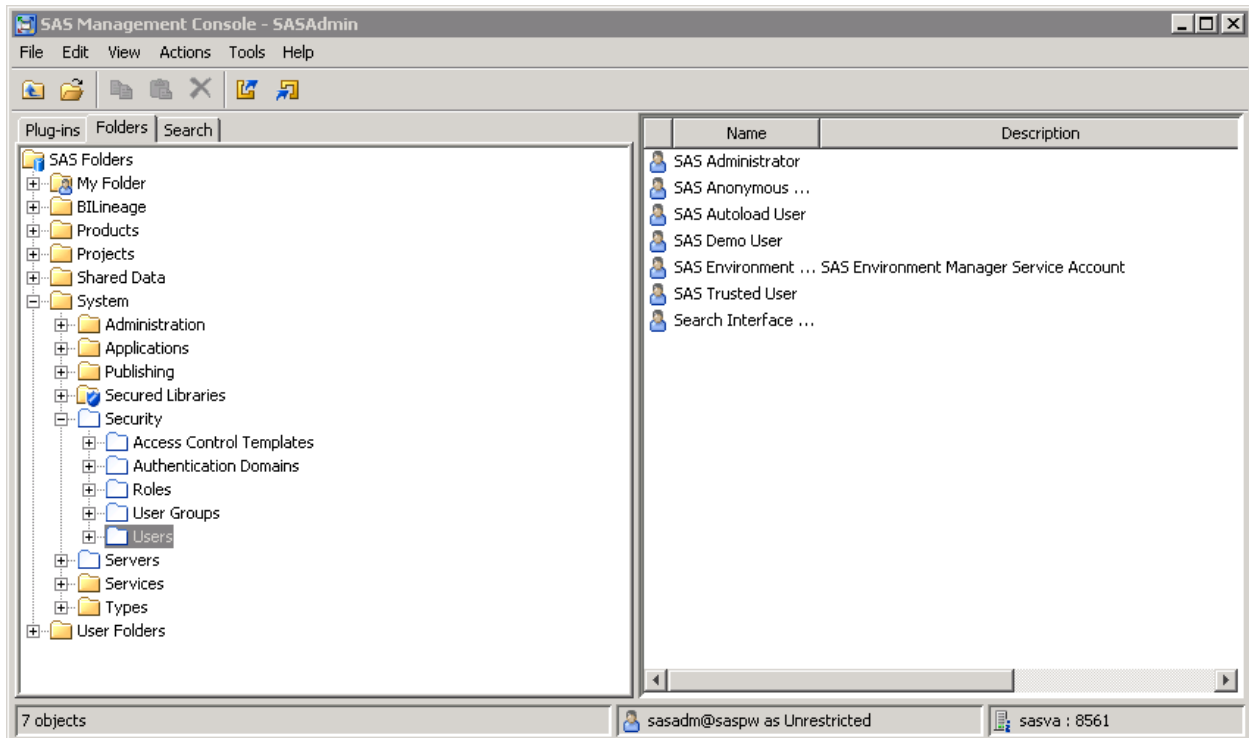 SAS Management Console - SASAdmin
File Edit View Actions Tools Help
Plug-ins Folders Search
SAS Folders
My Folder
BILineage
Products
Projects
Shared Data
System
Administration
Applications
Publishing
Secured Libraries
Security
Access Control Templates
Authentication Domains
Roles
User Groups
Users
Servers
Services
Types
User Folders
Name Description
SAS Administrator
SAS Anonymous ...
SAS Autoload User
SAS Demo User
SAS Environment ... SAS Environment Manager Service Account
SAS Trusted User
Search Interface ...
7 objects sasadm@saspw as Unrestricted sasva : 8561